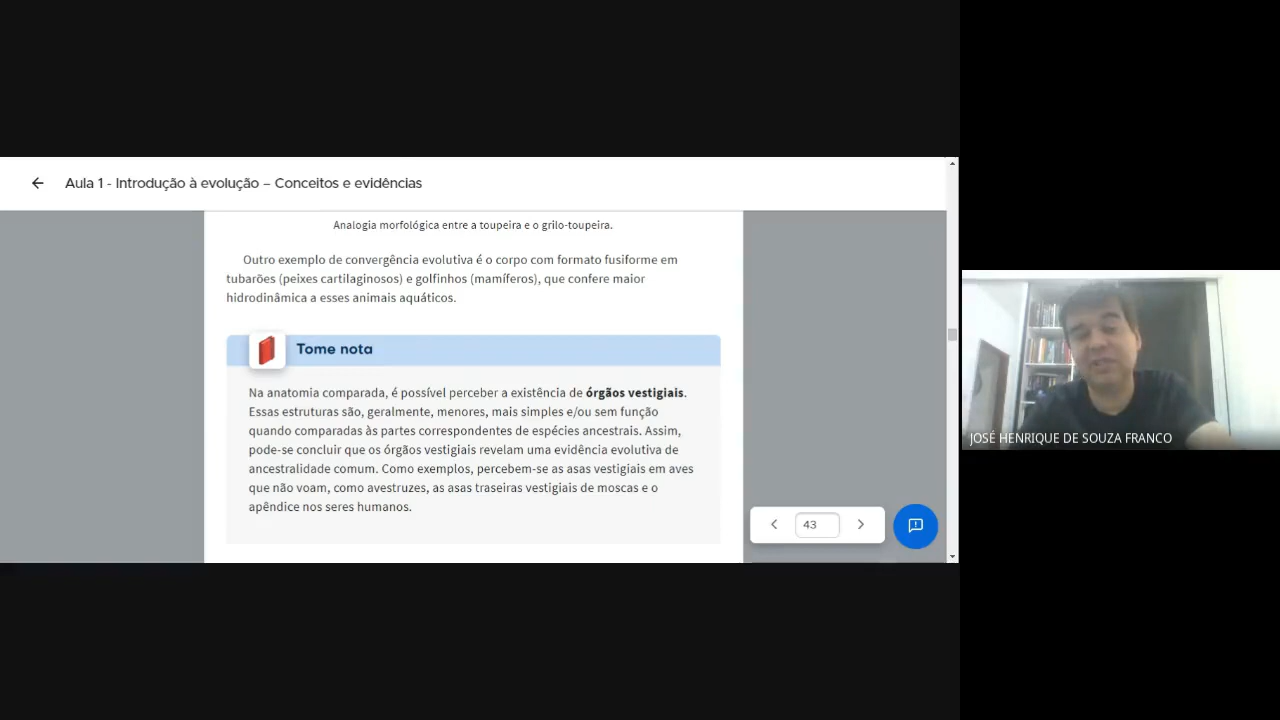 Aula 1 - Introdução à evolução – Conceitos e evidências
Analogia morfológica entre a toupeira e o grilo-toupeira.
Outro exemplo de convergência evolutiva é o corpo com formato fusiforme em
tubarões (peixes cartilaginosos) e golfinhos (mamíferos), que confere maior
hidrodinâmica a esses animais aquáticos.
Tome nota
Na anatomia comparada, é possível perceber a existência de órgãos vestigiais.
Essas estruturas são, geralmente, menores, mais simples e/ou sem função
quando comparadas às partes correspondentes de espécies ancestrais. Assim,
pode-se concluir que os órgãos vestigiais revelam uma evidência evolutiva de
ancestralidade comum. Como exemplos, percebem-se as asas vestigiais em aves
que não voam, como avestruzes, as asas traseiras vestigiais de moscas e o
apêndice nos seres humanos.
43
JOSÉ HENRIQUE DE SOUZA FRANCO